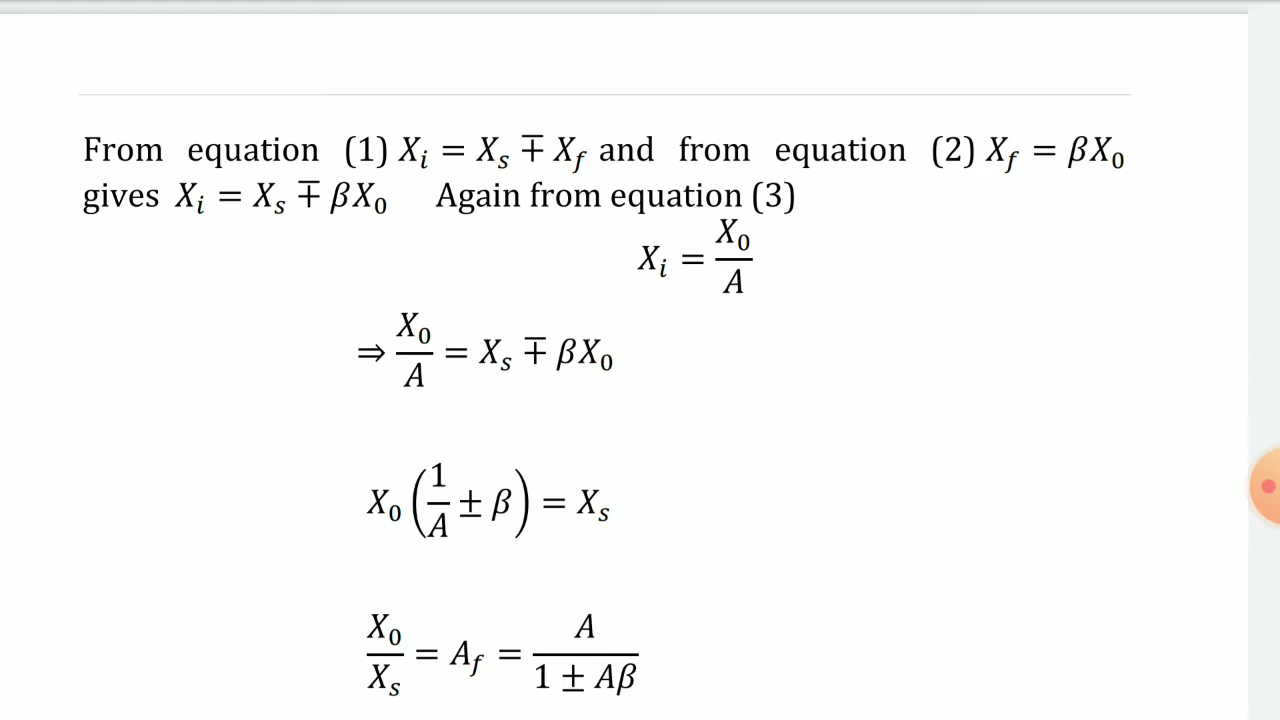 From equation (1) Xᵢ = Xₛ ∓ X_f and from equation (2) X_f = βX₀
gives Xᵢ = Xₛ ∓ βX₀ Again from equation (3)
Xᵢ = X₀/A
⇒ X₀/A = Xₛ ∓ βX₀
X₀(1/A ± β) = Xₛ
X₀/Xₛ = A_f = A/(1 ± Aβ)